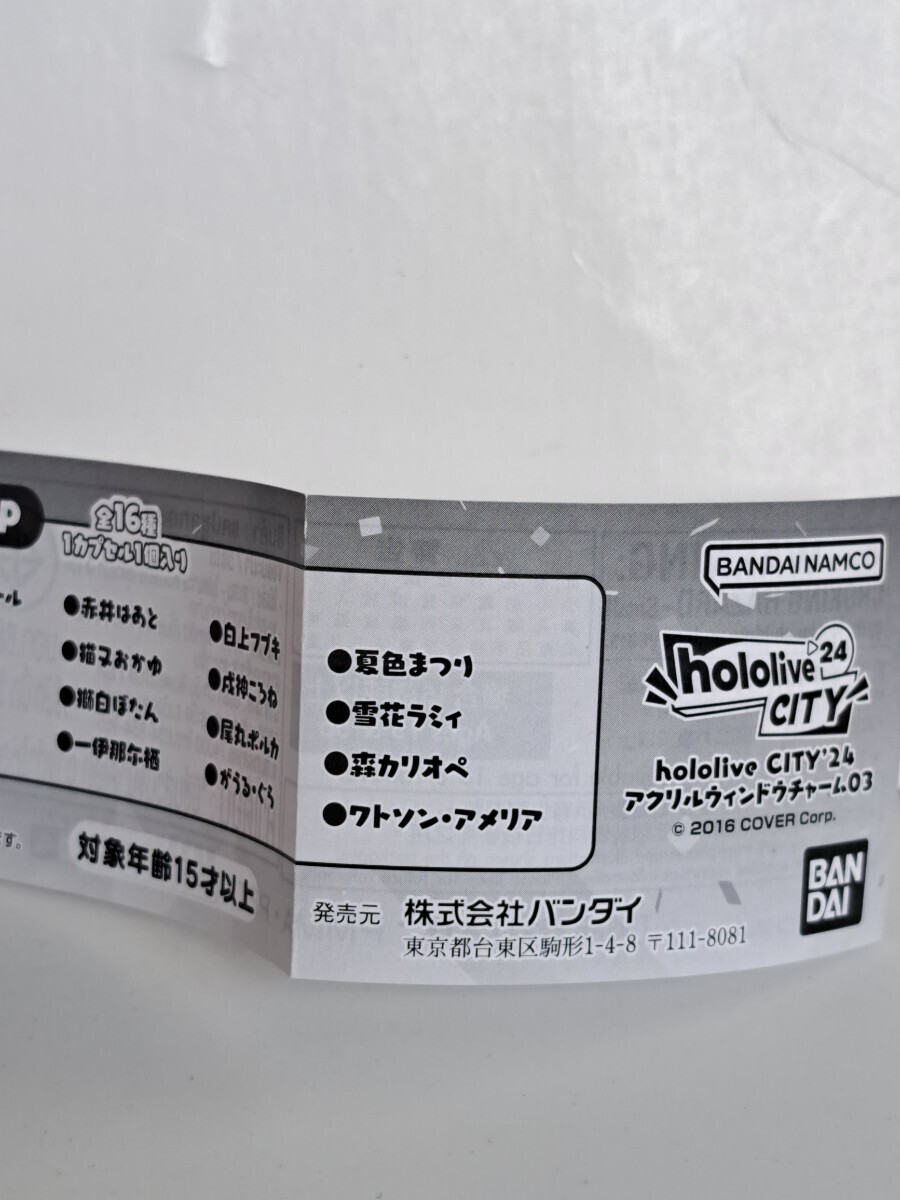 全16種
1カプセル1個入り
ール
●赤井はあと
●猫又おかゆ
●獅白ぼたん
●一伊那尓栖
●白上フブキ
●戌神ころね
●尾丸ポルカ
●がうる・ぐら
●夏色まつり
●雪花ラミィ
●森カリオペ
●ワトソン・アメリア
ます。
対象年齢15才以上
BANDAI NAMCO
hololive 24
CITY
hololive CITY'24
アクリルウィンドウチャーム03
© 2016 COVER Corp.
BAN
DAI
発売元 株式会社バンダイ
東京都台東区駒形1-4-8 〒111-8081